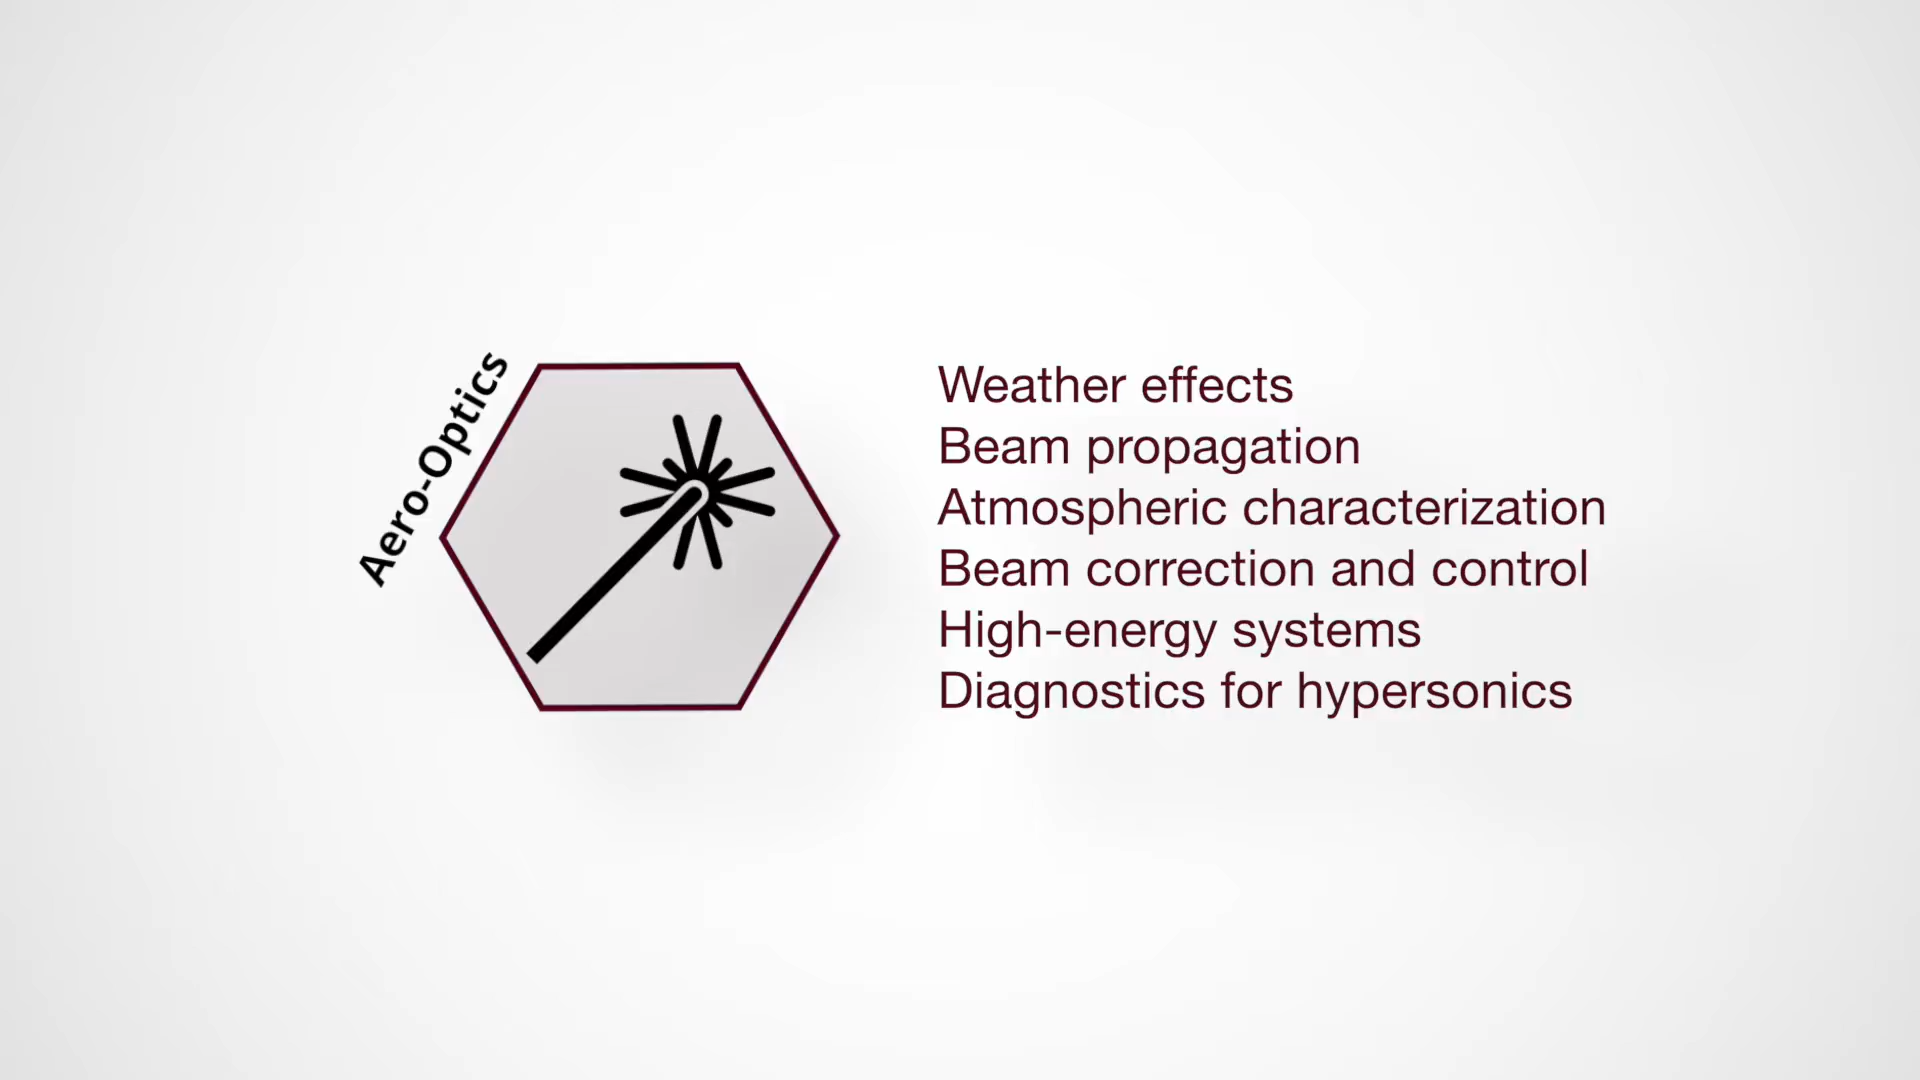 Aero-Optics
Weather effects
Beam propagation
Atmospheric characterization
Beam correction and control
High-energy systems
Diagnostics for hypersonics